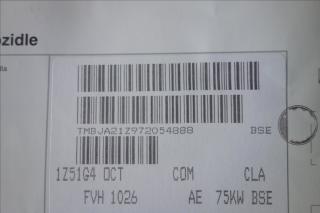 ozidle
TMBJA21Z972054888 BSE
1Z51G4 OCT COM CLA
FVH 1026 AE 75KW BSE